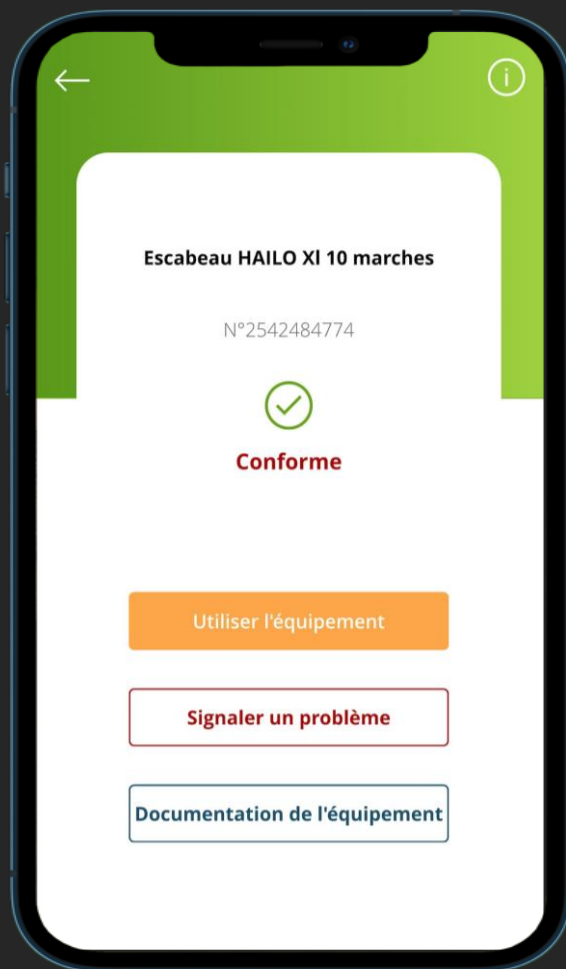 Escabeau HAILO Xl 10 marches
N°2542484774
Conforme
Utiliser l'équipement
Signaler un problème
Documentation de l'équipement